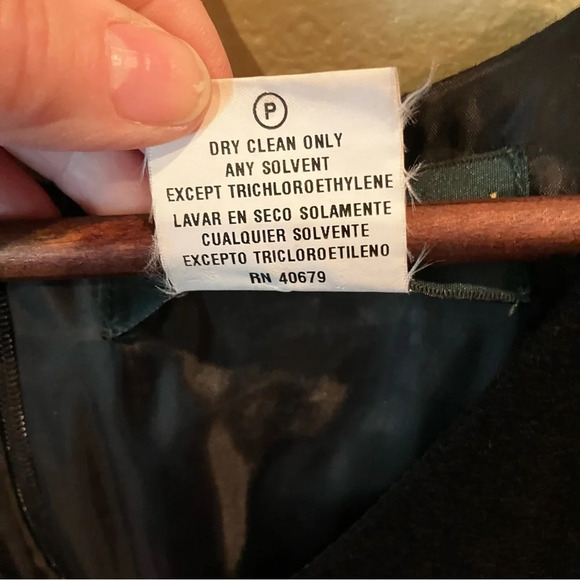 P
DRY CLEAN ONLY
ANY SOLVENT
EXCEPT TRICHLOROETHYLENE
LAVAR EN SECO SOLAMENTE
CUALQUIER SOLVENTE
EXCEPTO TRICLOROETILENO
RN 40679